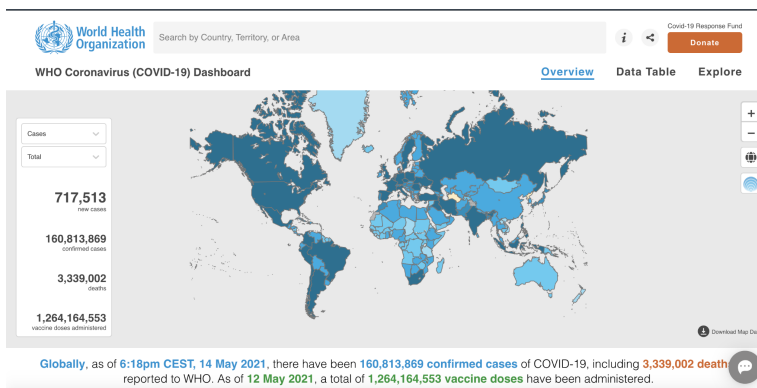 World Health
Organization
Search by Country, Territory, or Area
i
Covid-19 Response Fund
Donate
WHO Coronavirus (COVID-19) Dashboard
Overview
Data Table
Explore
Cases
Total
717,513
new cases
160,813,869
confirmed cases
3,339,002
deaths
1,264,164,553
vaccine doses administered
+
−
Download Map Da
Globally, as of 6:18pm CEST, 14 May 2021, there have been 160,813,869 confirmed cases of COVID-19, including 3,339,002 death
reported to WHO. As of 12 May 2021, a total of 1,264,164,553 vaccine doses have been administered.